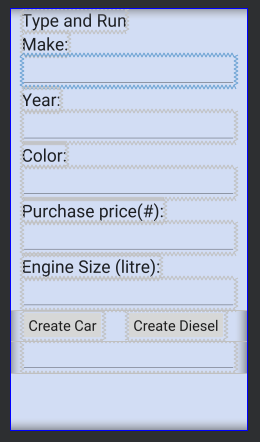 Type and Run
Make:
Year:
Color:
Purchase price(#):
Engine Size (litre):
Create Car Create Diesel